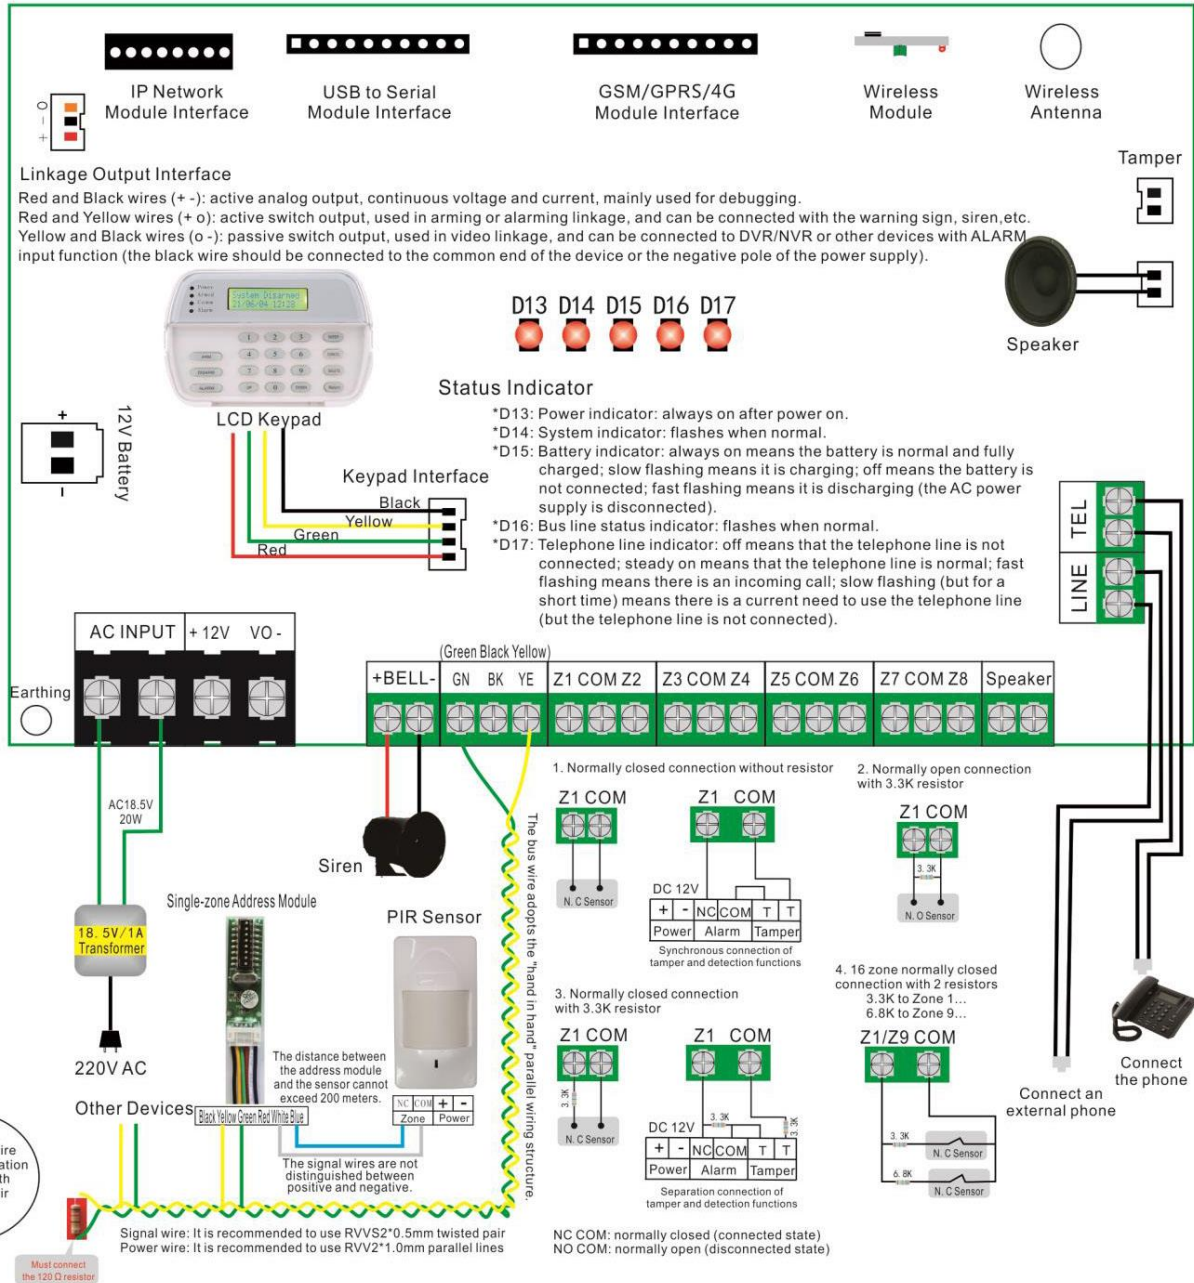 IP Network
Module Interface
USB to Serial
Module Interface
GSM/GPRS/4G
Module Interface
Wireless
Module
Wireless
Antenna
+ - O
Linkage Output Interface
Red and Black wires (+ -): active analog output, continuous voltage and current, mainly used for debugging.
Red and Yellow wires (+ o): active switch output, used in arming or alarming linkage, and can be connected with the warning sign, siren,etc.
Yellow and Black wires (o -): passive switch output, used in video linkage, and can be connected to DVR/NVR or other devices with ALARM
input function (the black wire should be connected to the common end of the device or the negative pole of the power supply).
Tamper
Speaker
Power
Armed
Comm
Alarm
System Disarmed
21/06/04 12:28
1 2 3
4 5 6
7 8 9
0
LCD Keypad
D13 D14 D15 D16 D17
Status Indicator
*D13: Power indicator: always on after power on.
*D14: System indicator: flashes when normal.
*D15: Battery indicator: always on means the battery is normal and fully
charged; slow flashing means it is charging; off means the battery is
not connected; fast flashing means it is discharging (the AC power
supply is disconnected).
*D16: Bus line status indicator: flashes when normal.
*D17: Telephone line indicator: off means that the telephone line is not
connected; steady on means that the telephone line is normal; fast
flashing means there is an incoming call; slow flashing (but for a
short time) means there is a current need to use the telephone line
(but the telephone line is not connected).
+
-
12V Battery
Keypad Interface
Black
Yellow
Green
Red
TEL
LINE
AC INPUT
+ 12V
VO -
Earthing
(Green Black Yellow)
+BELL-
GN BK YE
Z1 COM Z2
Z3 COM Z4
Z5 COM Z6
Z7 COM Z8
Speaker
AC18.5V
20W
Siren
18. 5V/1A
Transformer
220V AC
Single-zone Address Module
PIR Sensor
The distance between
the address module
and the sensor cannot
exceed 200 meters.
NC COM + -
Zone Power
Other Devices
Black Yellow Green Red White Blue
The signal wires are not
distinguished between
positive and negative.
The bus wire adopts the "hand in hand" parallel wiring structure.
Signal wire: It is recommended to use RVVS2*0.5mm twisted pair
Power wire: It is recommended to use RVV2*1.0mm parallel lines
Must connect
the 120 Ω resistor
1. Normally closed connection without resistor
Z1 COM
N. C Sensor
Z1 COM
DC 12V
+ - NC COM T T
Power Alarm Tamper
Synchronous connection of
tamper and detection functions
2. Normally open connection
with 3.3K resistor
Z1 COM
3. 3K
N. O Sensor
3. Normally closed connection
with 3.3K resistor
Z1 COM
3. 3K
N. C Sensor
Z1 COM
3. 3K
3. 3K
DC 12V
+ - NC COM T T
Power Alarm Tamper
Separation connection of
tamper and detection functions
4. 16 zone normally closed
connection with 2 resistors
3.3K to Zone 1...
6.8K to Zone 9...
Z1/Z9 COM
3. 3K
N. C Sensor
6. 8K
N. C Sensor
NC COM: normally closed (connected state)
NO COM: normally open (disconnected state)
Connect
the phone
Connect an
external phone